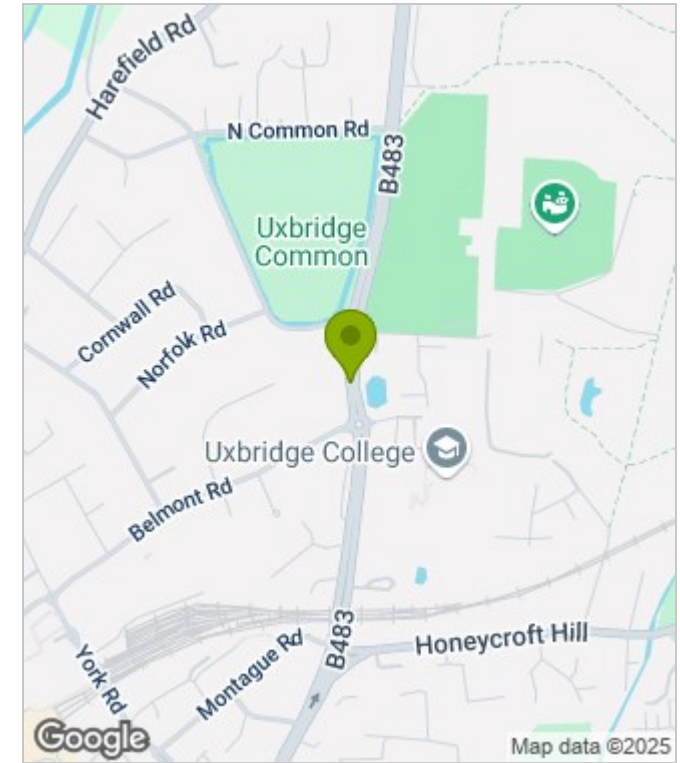 Harefield Rd
N Common Rd
B483
Uxbridge
Common
Cornwall Rd
Norfolk Rd
Uxbridge College
Belmont Rd
B483
Honeycroft Hill
York Rd
Montague Rd
Google
Map data ©2025